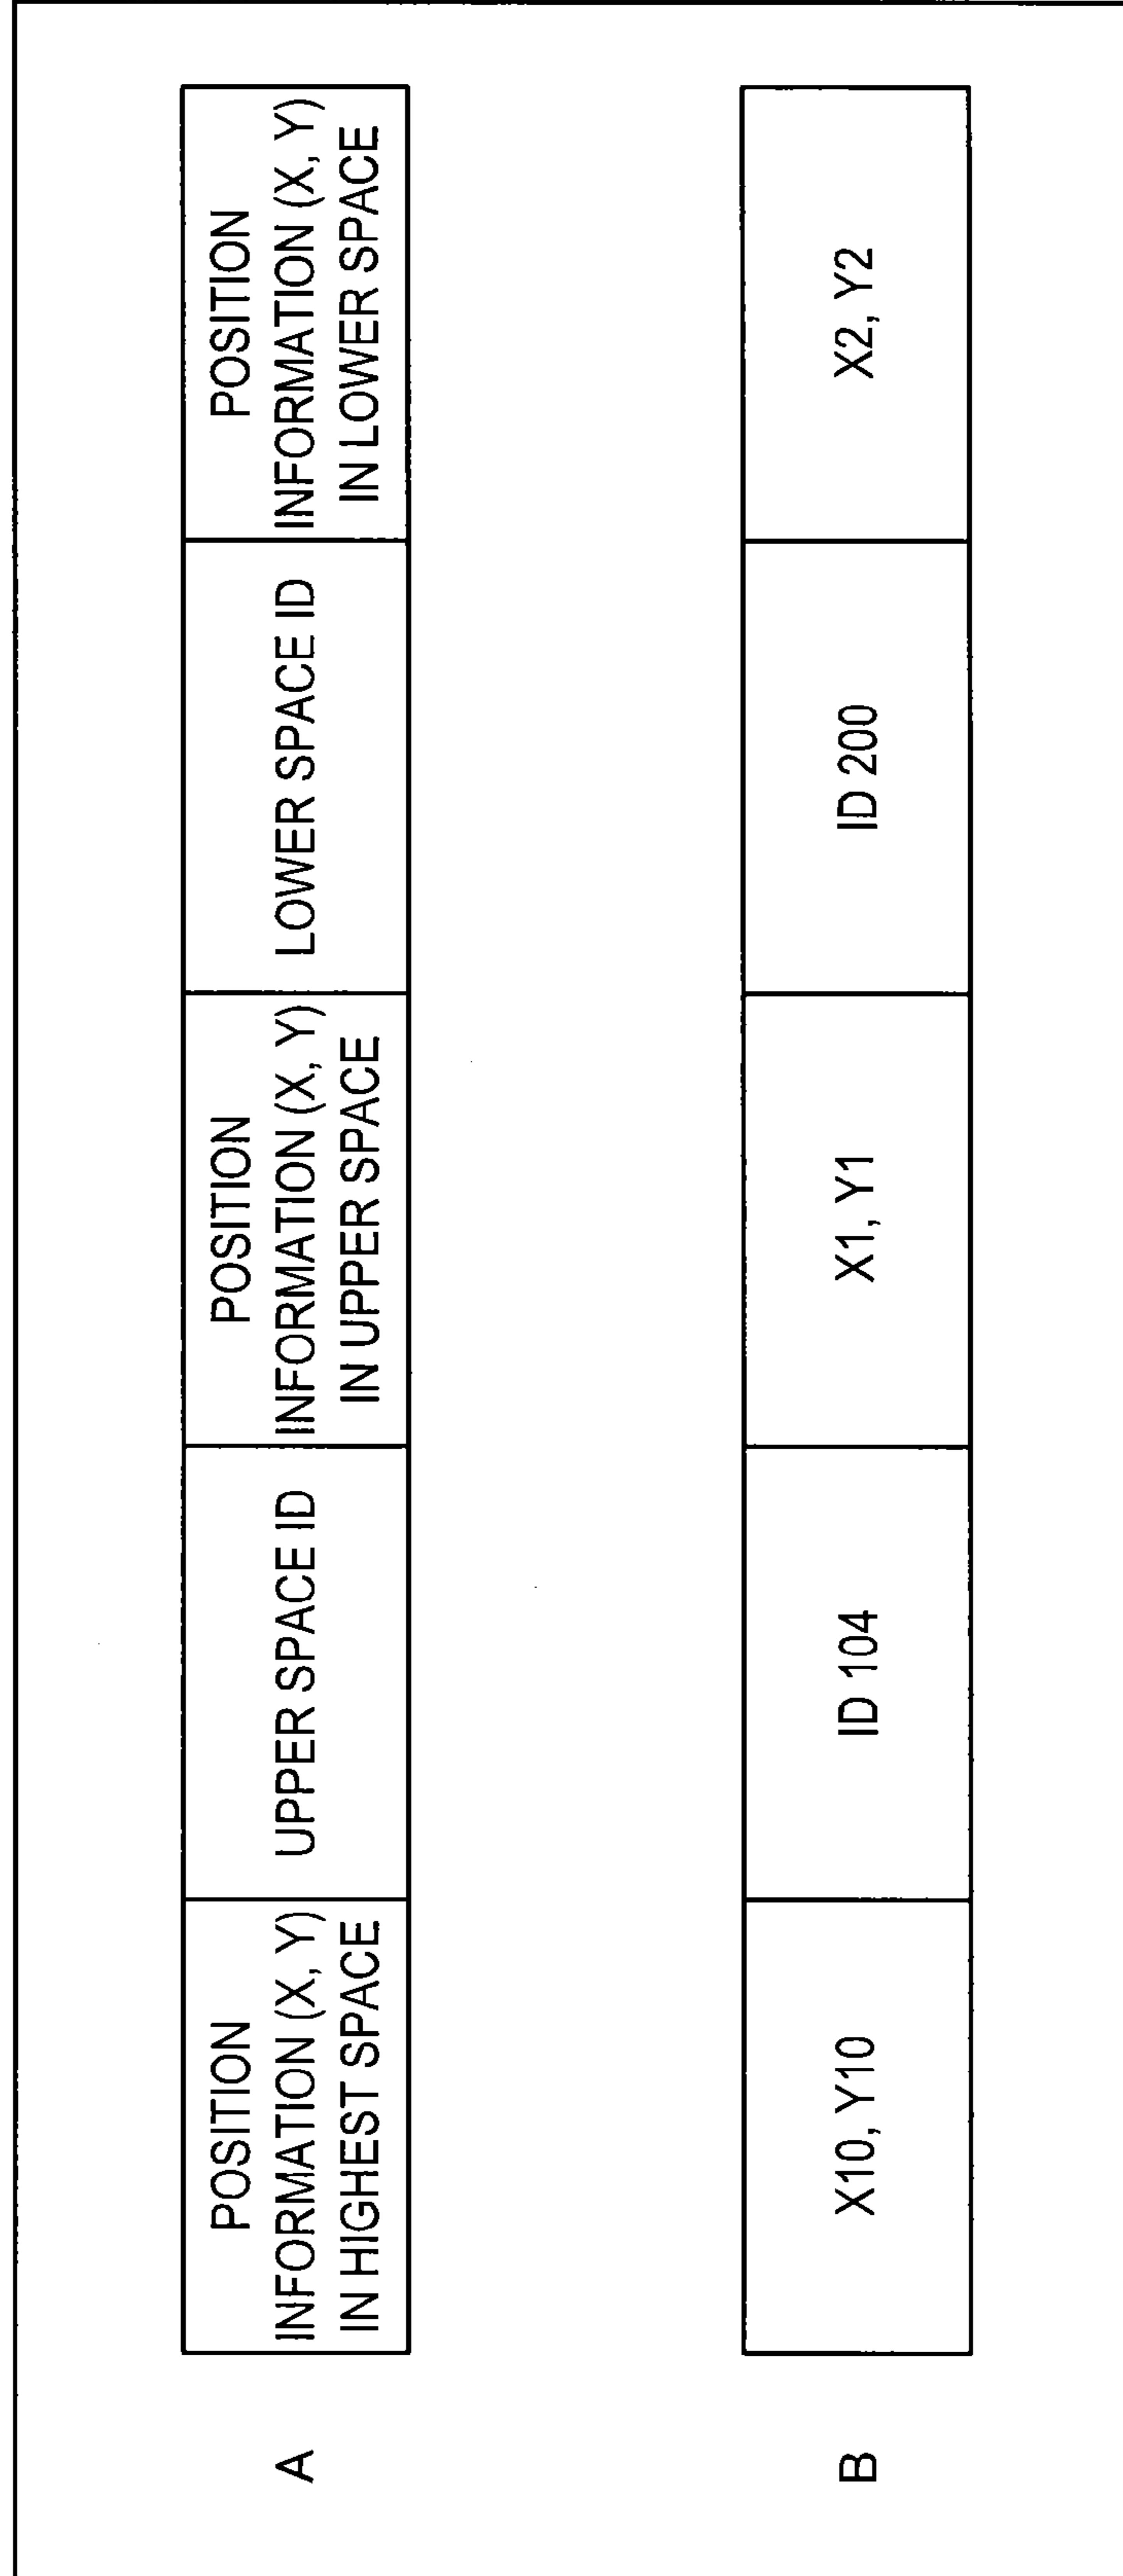 A
POSITION
INFORMATION (X, Y)
IN HIGHEST SPACE
UPPER SPACE ID
POSITION
INFORMATION (X, Y)
IN UPPER SPACE
LOWER SPACE ID
POSITION
INFORMATION (X, Y)
IN LOWER SPACE
B
X10, Y10
ID 104
X1, Y1
ID 200
X2, Y2